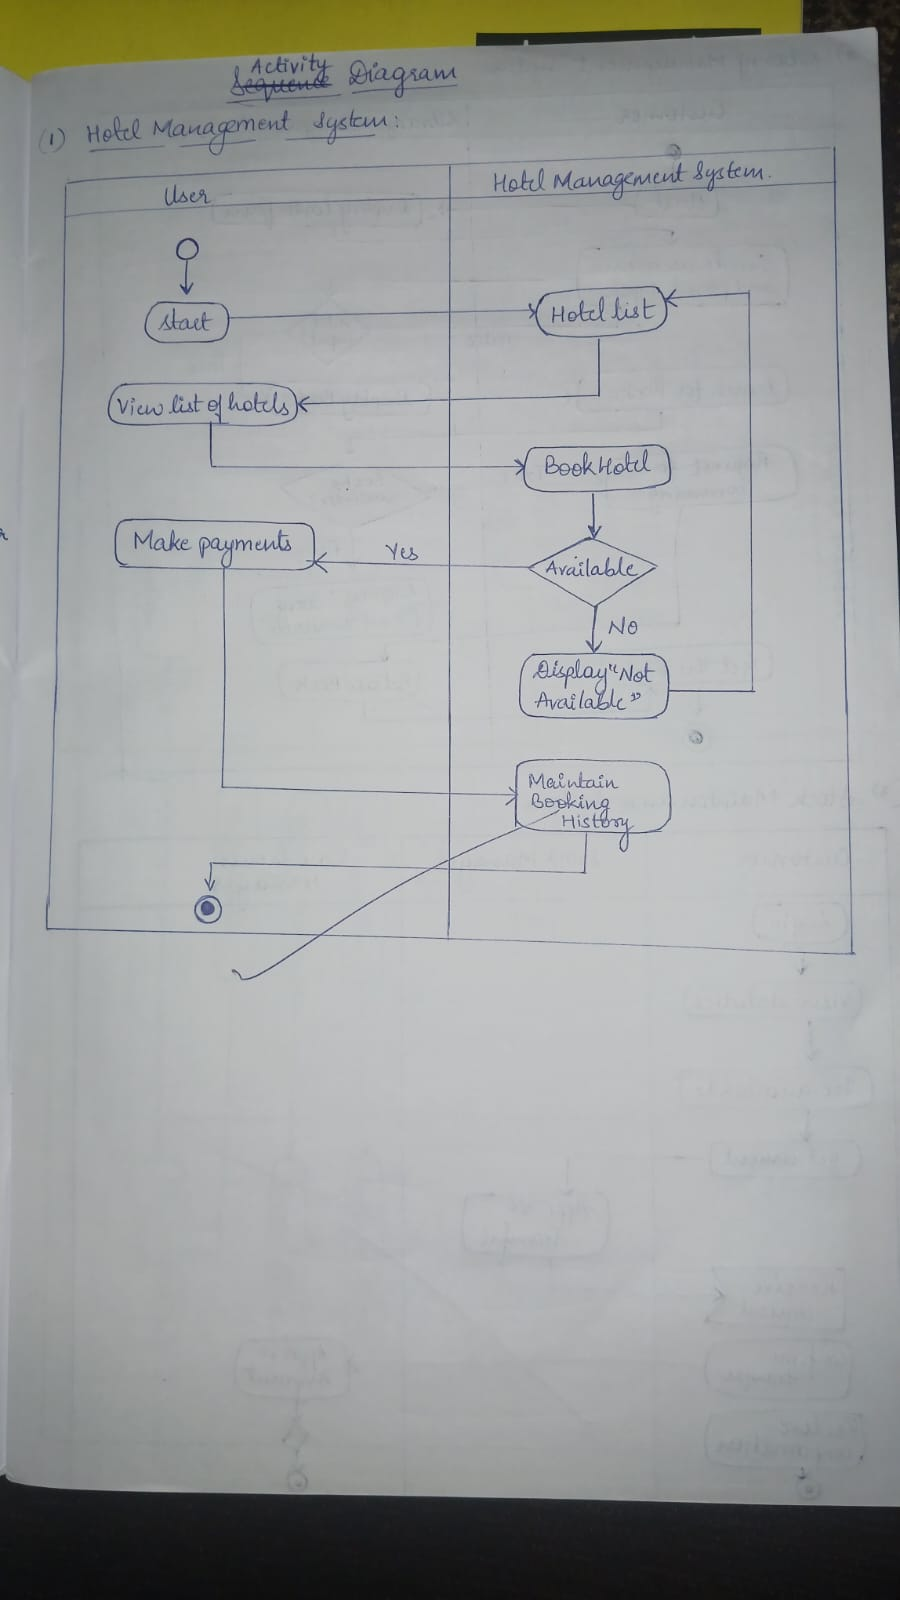 Activity
Sequence Diagram
(1) Hotel Management System:
User
Hotel Management System.
Start
Hotel list
View list of hotels
Book Hotel
Make payments
Yes
Available
No
Display "Not
Available"
Maintain
Booking
History